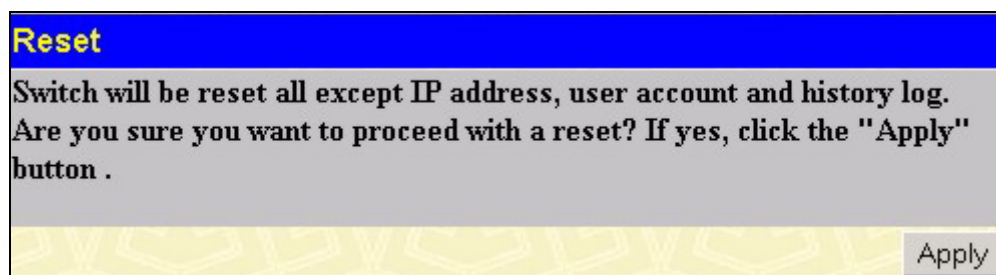 Reset
Switch will be reset all except IP address, user account and history log.
Are you sure you want to proceed with a reset? If yes, click the "Apply"
button .
Apply